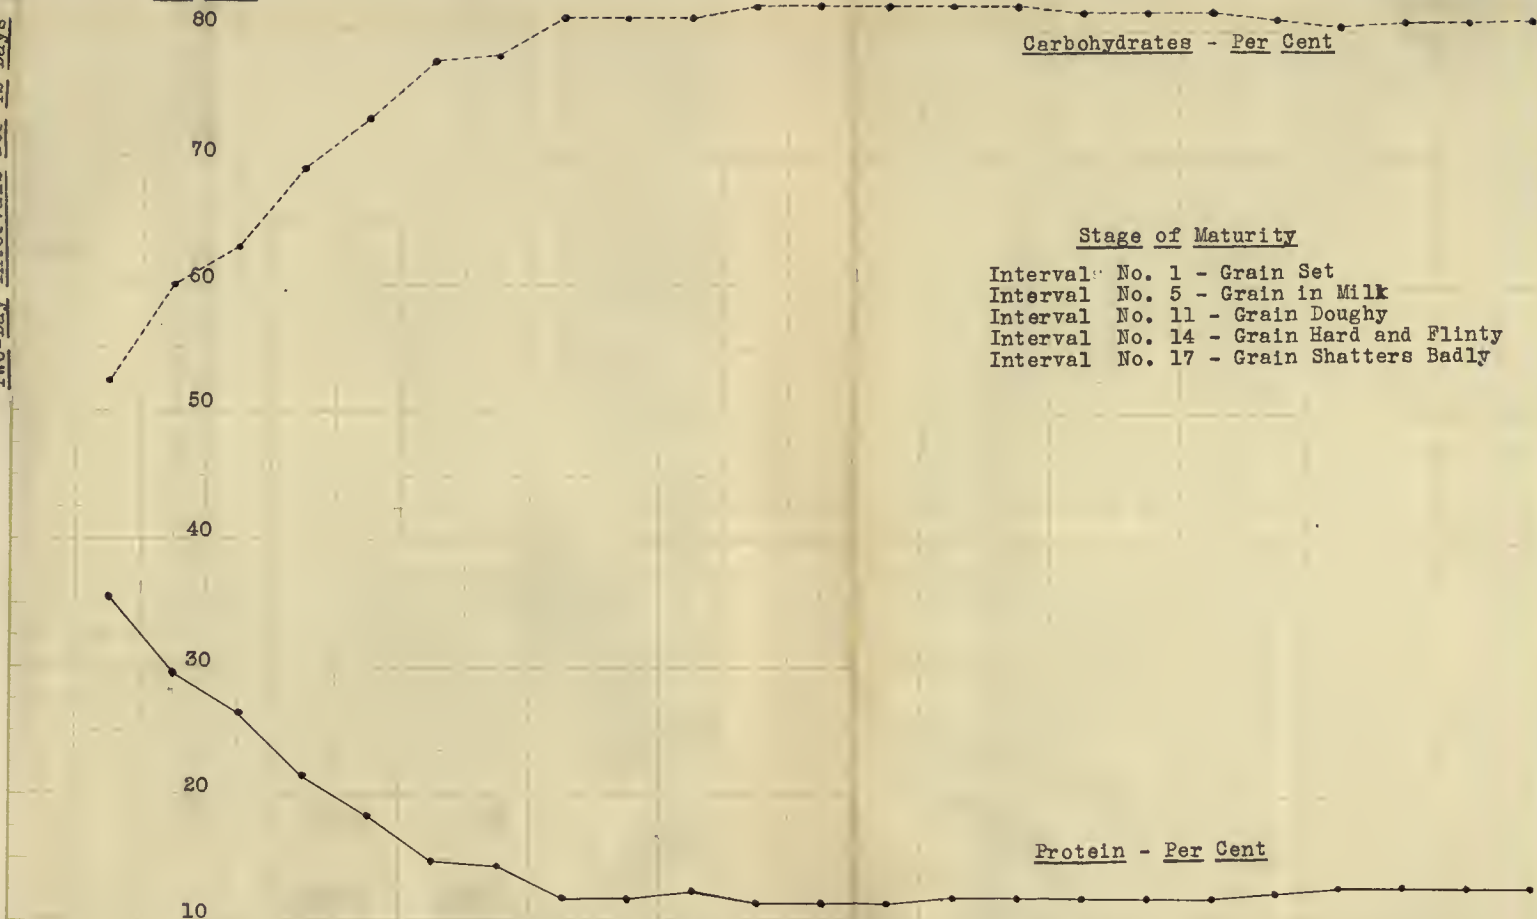 80
Carbohydrates - Per Cent
70
Stage of Maturity
60
Interval No. 1 - Grain Set
Interval No. 5 - Grain in Milk
Interval No. 11 - Grain Doughy
Interval No. 14 - Grain Hard and Flinty
Interval No. 17 - Grain Shatters Badly
50
40
30
20
Protein - Per Cent
10